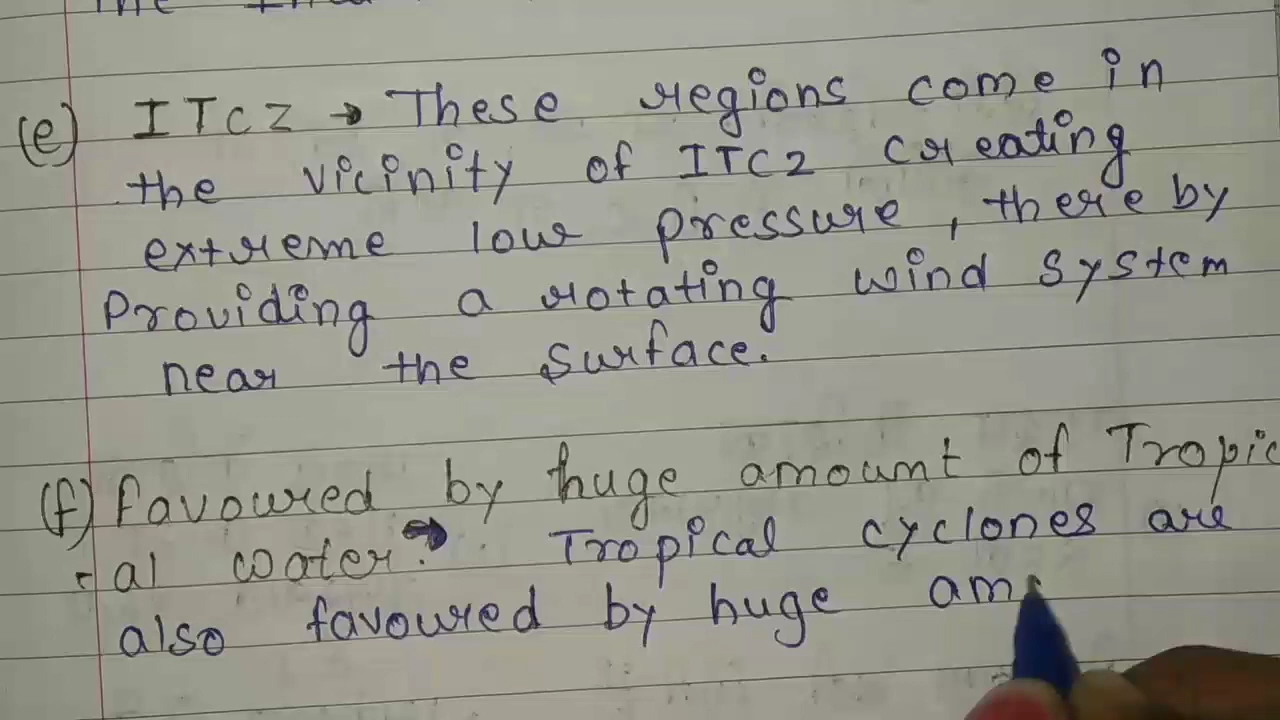 (e) ITCZ → These regions come in
the vicinity of ITCZ creating
extreme low pressure, there by
Providing a rotating wind system
near the surface.
(f) favoured by huge amount of Tropic
-al water → Tropical cyclones are
also favoured by huge am